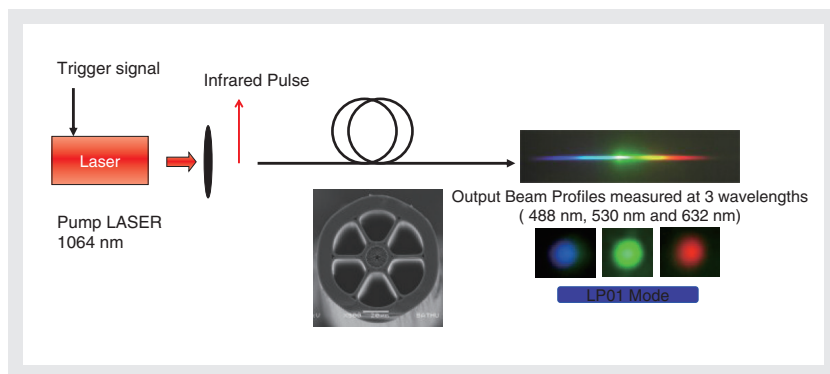 Trigger signal
Infrared Pulse
Laser
Pump LASER
1064 nm
Output Beam Profiles measured at 3 wavelengths
( 488 nm, 530 nm and 632 nm)
LP01 Mode